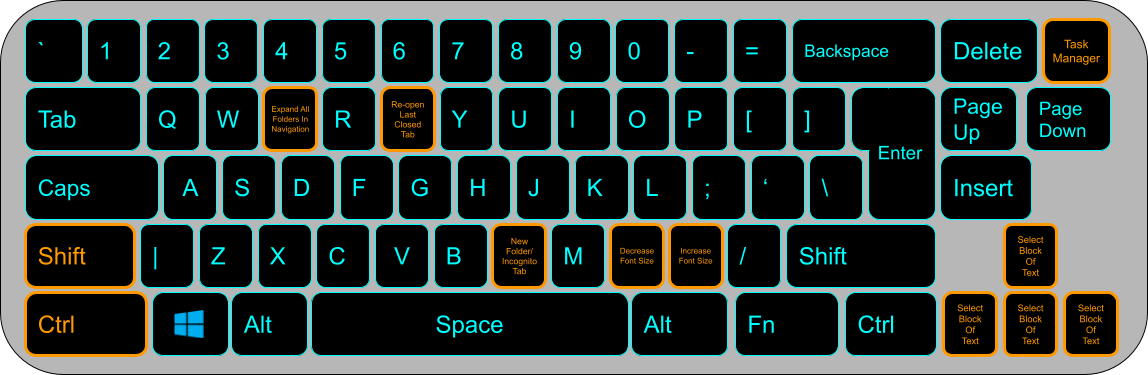 ` 1 2 3 4 5 6 7 8 9 0 - = Backspace Delete Task
Manager
Tab Q W Expand All
Folders In
Navigation
R Re-open
Last
Closed
Tab
Y U I O P [ ] Enter Page
Up
Page
Down
Caps A S D F G H J K L ; ‘ \ Insert
Shift | Z X C V B New
Folder/
Incognito
Tab
M Decrease
Font Size
Increase
Font Size
/ Shift Select
Block
Of
Text
Ctrl Alt Space Alt Fn Ctrl Select
Block
Of
Text
Select
Block
Of
Text
Select
Block
Of
Text